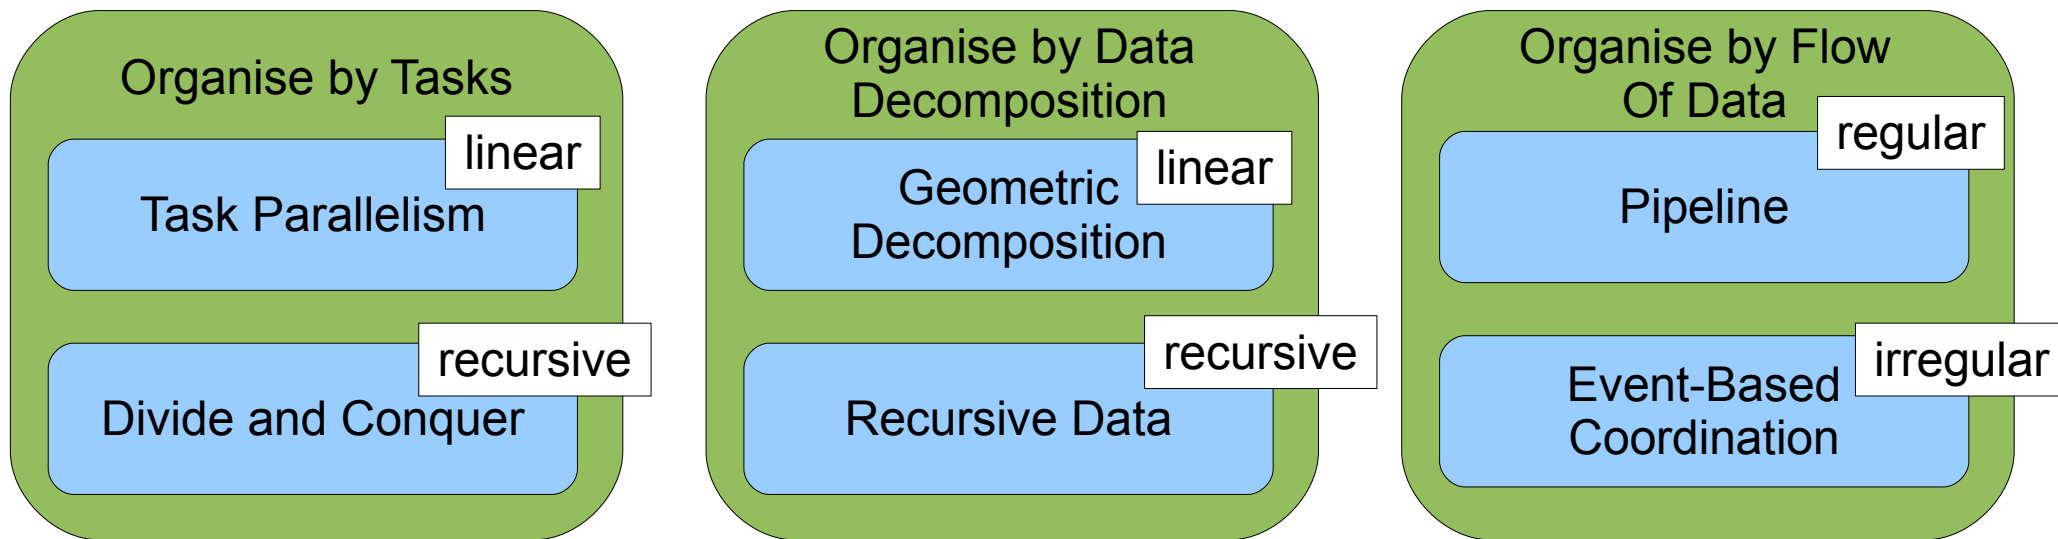 Organise by Tasks
linear
Task Parallelism
recursive
Divide and Conquer
Organise by Data
Decomposition
linear
Geometric
Decomposition
recursive
Recursive Data
Organise by Flow
Of Data
regular
Pipeline
irregular
Event-Based
Coordination